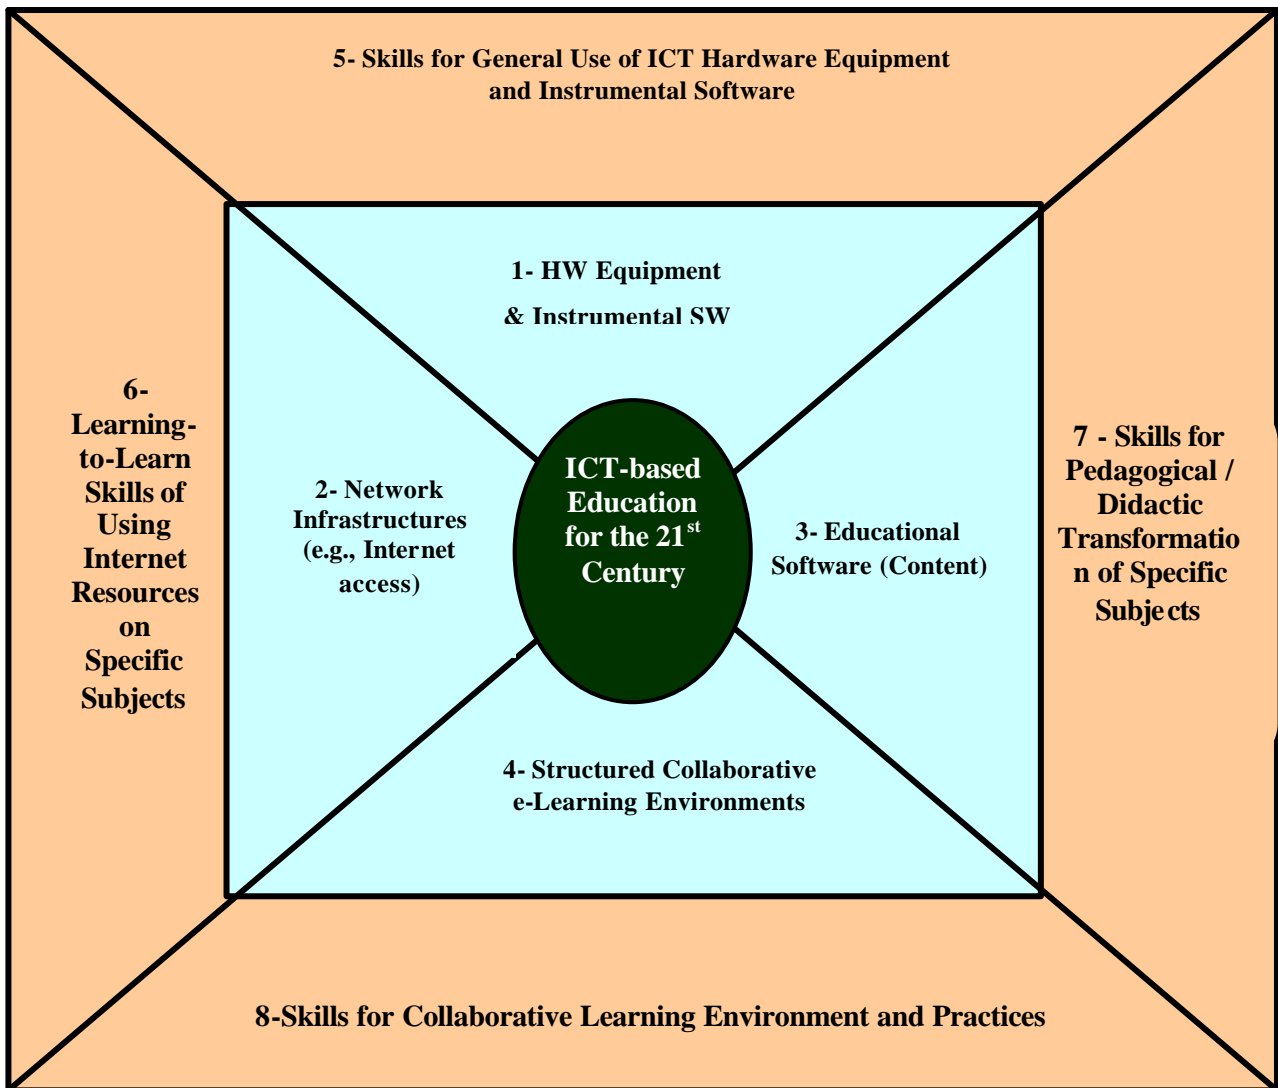 5- Skills for General Use of ICT Hardware Equipment
and Instrumental Software
1- HW Equipment
& Instrumental SW
6-
Learning-
to-Learn
Skills of
Using
Internet
Resources
on
Specific
Subjects
2- Network
Infrastructures
(e.g., Internet
access)
ICT-based
Education
for the 21st
Century
3- Educational
Software (Content)
7 - Skills for
Pedagogical /
Didactic
Transformatio
n of Specific
Subjects
4- Structured Collaborative
e-Learning Environments
8-Skills for Collaborative Learning Environment and Practices